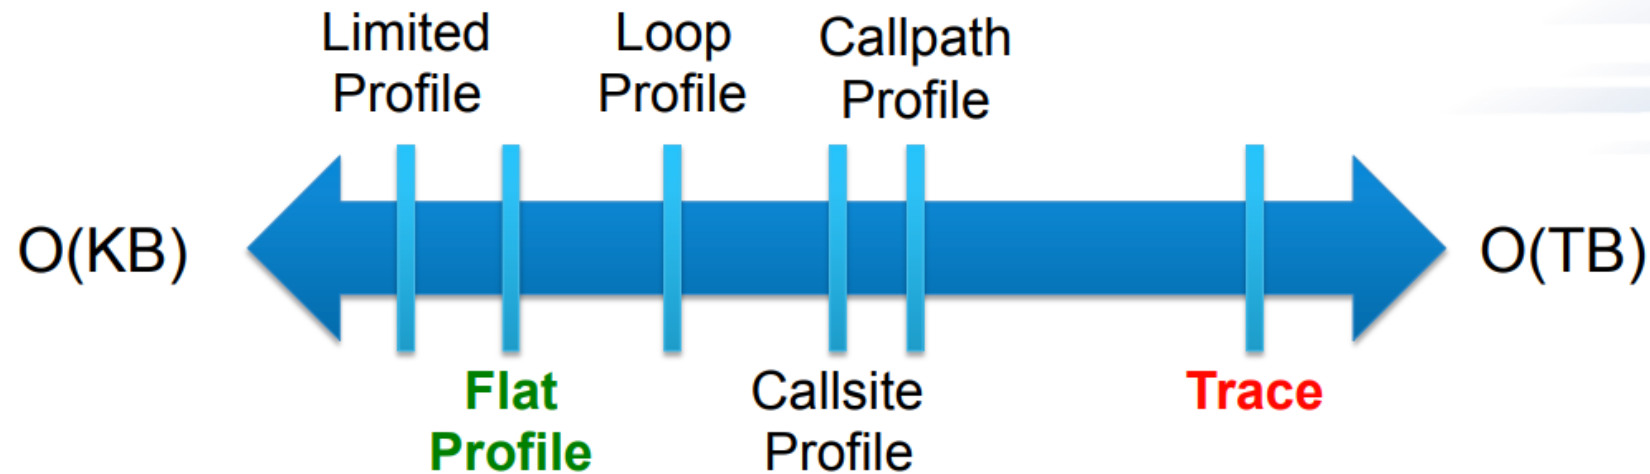 Limited
Profile
Loop
Profile
Callpath
Profile
O(KB)
O(TB)
Flat
Profile
Callsite
Profile
Trace